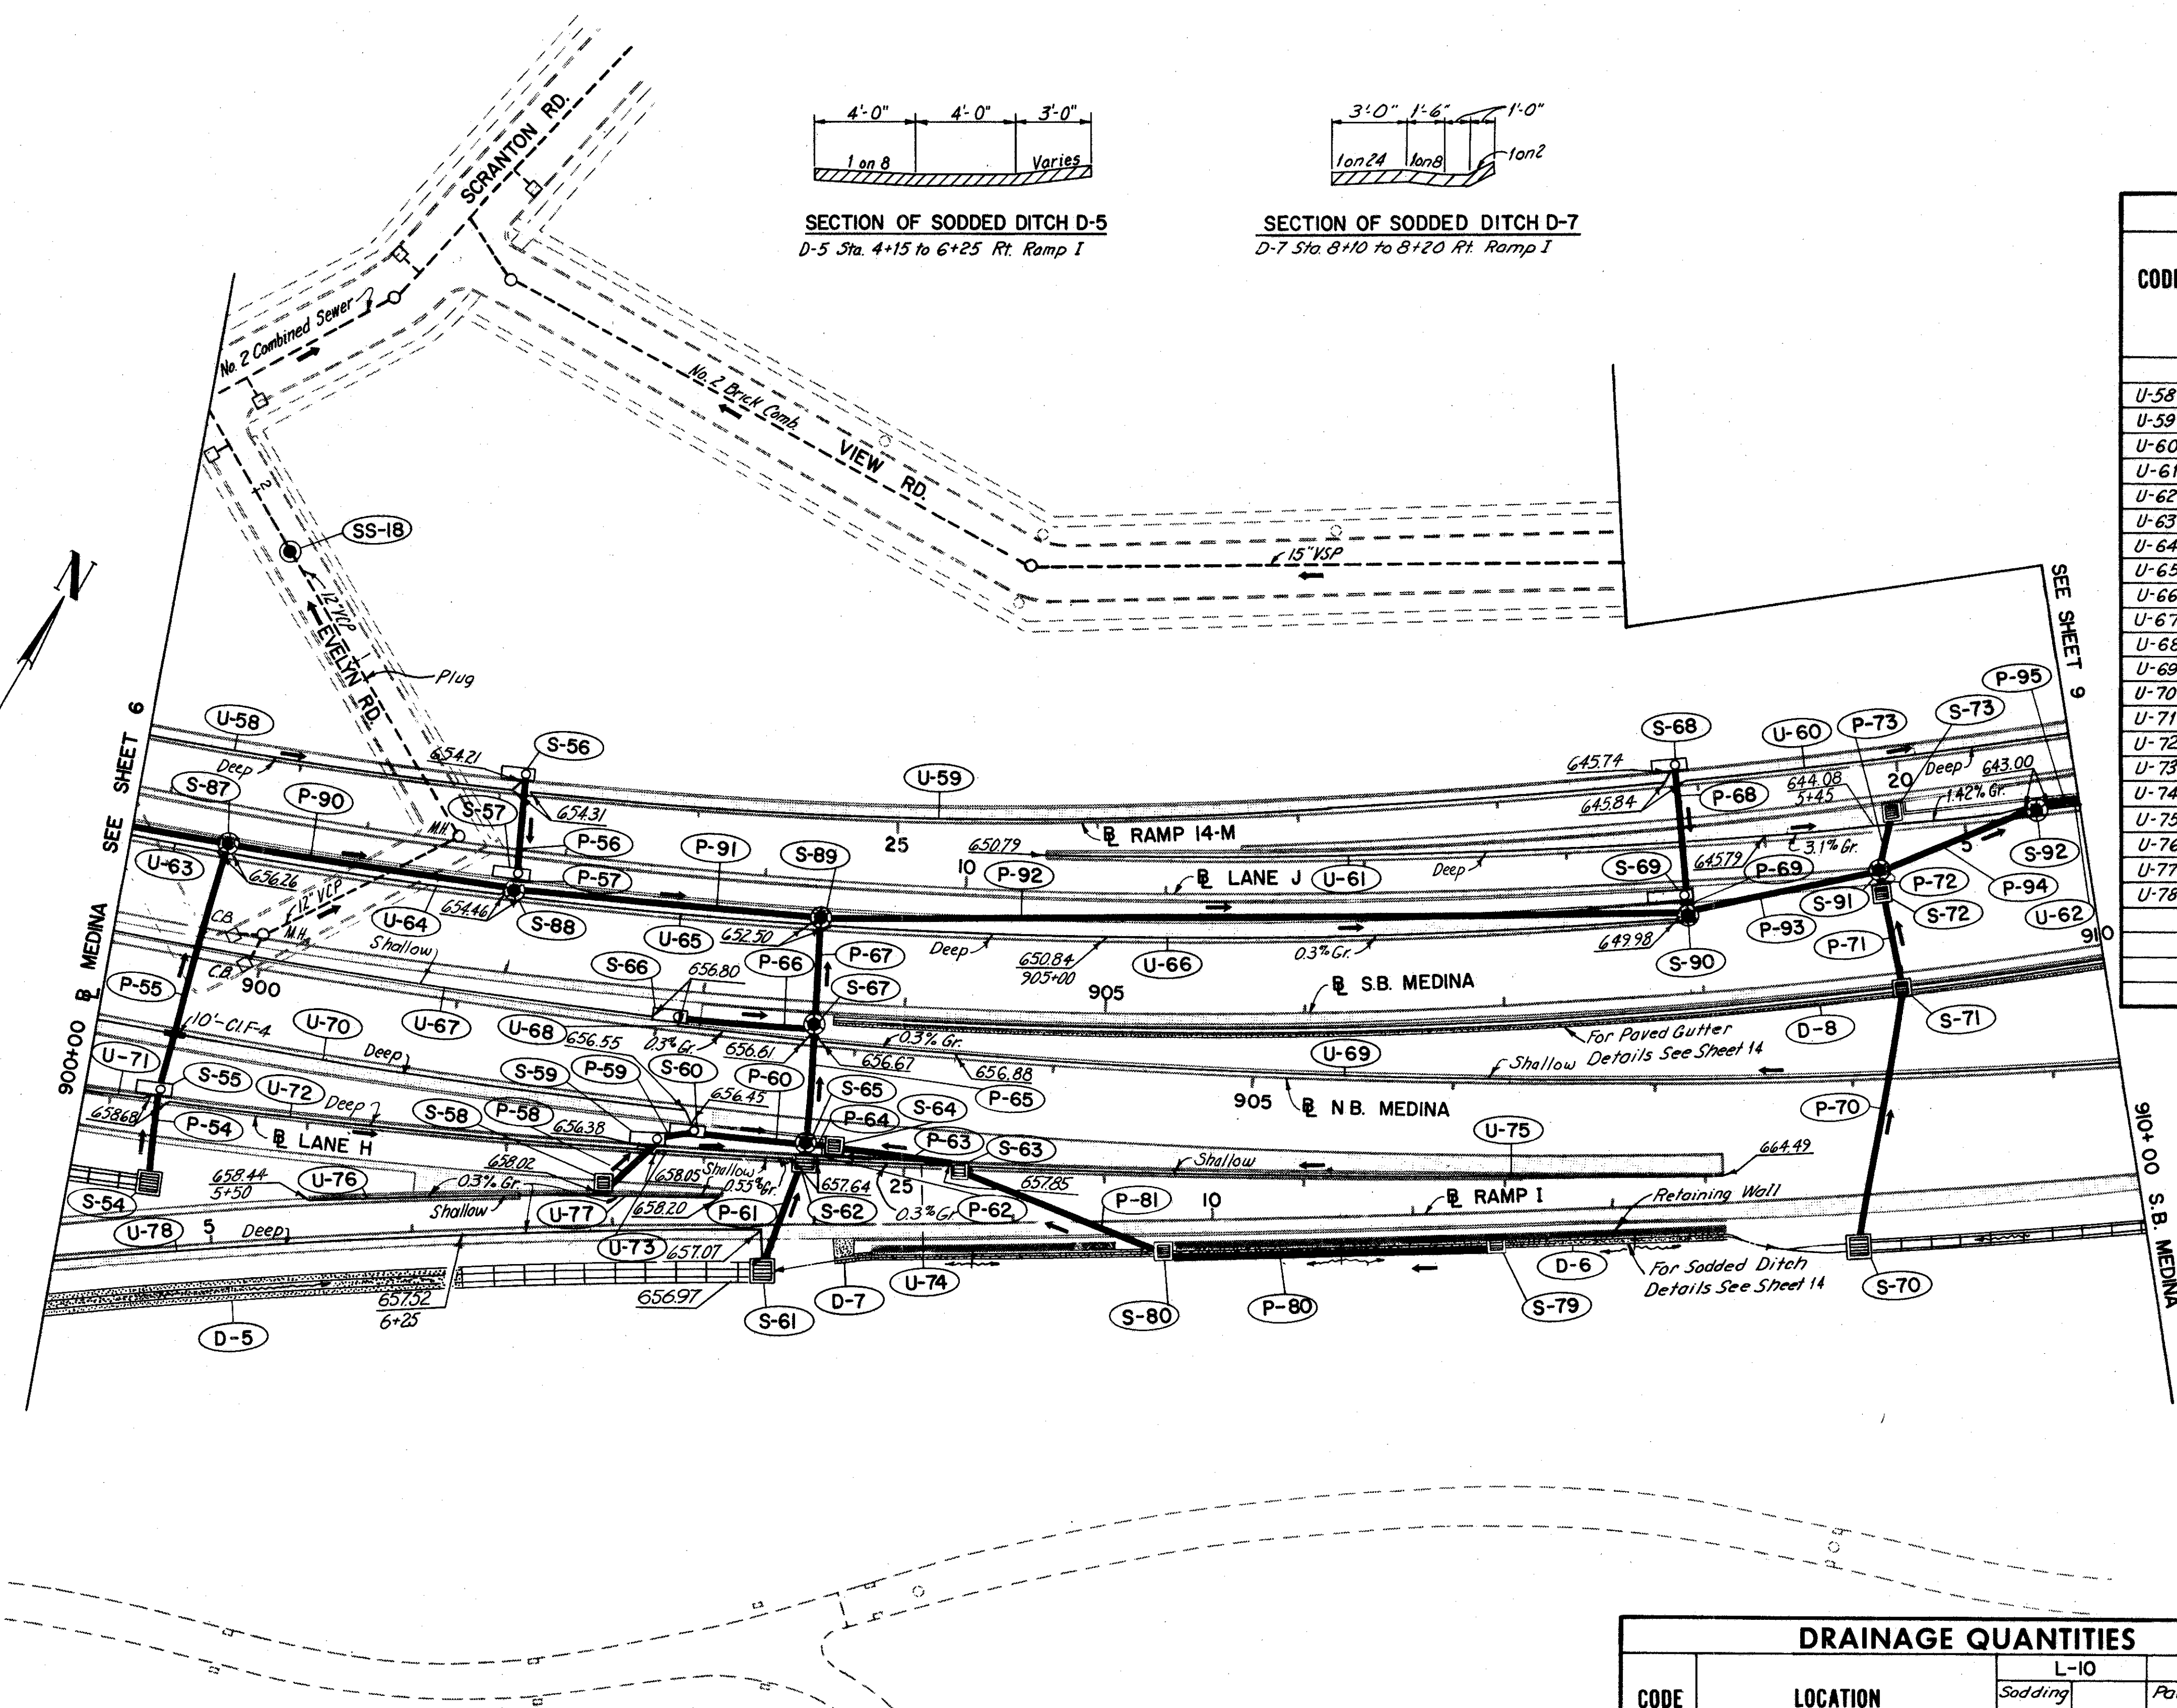 4'-0" 4'-0" 3'-0"
1 on 8 Varies
SECTION OF SODDED DITCH D-5
D-5 Sta. 4+15 to 6+25 Rt. Ramp I
3'-0" 1'-6" 1'-0"
1on24 1on8 1on2
SECTION OF SODDED DITCH D-7
D-7 Sta. 8+10 to 8+20 Rt. Ramp I
SCRANTON RD.
No. 2 Combined Sewer
No. 2 Brick Comb.
VIEW RD.
15" VSP
SS-18
12" VCP
EVELYN RD.
Plug
N
SEE SHEET 6
SEE SHEET 9
900+00 BL MEDINA
910+00 S.B. MEDINA
U-58
Deep
S-87
P-90
U-63
656.26
654.21
S-56
654.31
S-57
M.H.
P-56
P-57
P-91
S-89
654.46
S-88
U-64
U-65
652.50
12" VCP
C.B.
M.H.
C.B.
900
Shallow
U-59
25
BL RAMP 14-M
650.79
10
P-92
BL LANE J
U-61
Deep
Deep
650.84
905+00
U-66
0.3% Gr.
649.98
S-68
645.74
645.84
P-68
U-60
P-73
S-73
P-95
644.08
5+45
20
Deep
643.00
1.42% Gr.
3.1% Gr.
645.79
S-69
P-69
5
S-92
S-91
P-72
S-72
P-94
U-62
P-93
P-71
S-90
910
S-71
D-8
P-55
10'-C.I.F-4
U-70
U-67
U-68
S-66
656.80
P-66
P-67
S-67
905
BL S.B. MEDINA
0.3% Gr.
656.61
0.3% Gr.
656.67
656.88
P-65
U-69
For Paved Gutter
Details See Sheet 14
Shallow
905
BL N.B. MEDINA
U-71
S-55
U-72
Deep
Deep
658.68
P-54
BL LANE H
S-59
P-59
656.55
S-60
656.45
P-60
S-65
P-64
S-64
S-58
P-58
656.38
P-63
S-63
658.02
658.05
Shallow
0.55% Gr.
657.64
25
657.85
Shallow
U-75
664.49
P-70
S-54
658.44
5+50
U-76
0.3% Gr.
Shallow
U-77
658.20
P-61
S-62
0.3% Gr.
P-62
P-81
10
BL RAMP I
Retaining Wall
U-78
5
Deep
U-73
657.07
657.52
6+25
656.97
D-5
S-61
D-7
U-74
S-80
P-80
S-79
D-6
For Sodded Ditch
Details See Sheet 14
S-70
U-58
U-59
U-60
U-61
U-62
U-63
U-64
U-65
U-66
U-67
U-68
U-69
U-70
U-71
U-72
U-73
U-74
U-75
U-76
U-77
U-78
DRAINAGE QUANTITIES
L-10
CODE LOCATION Sodding